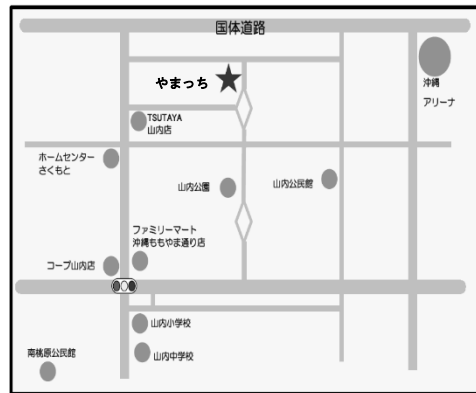 国体道路
やまっち
沖縄
アリーナ
TSUTAYA
山内店
ホームセンター
さくもと
山内公園
山内公民館
ファミリーマート
沖縄ももやま通り店
コープ山内店
山内小学校
山内中学校
南桃原公民館